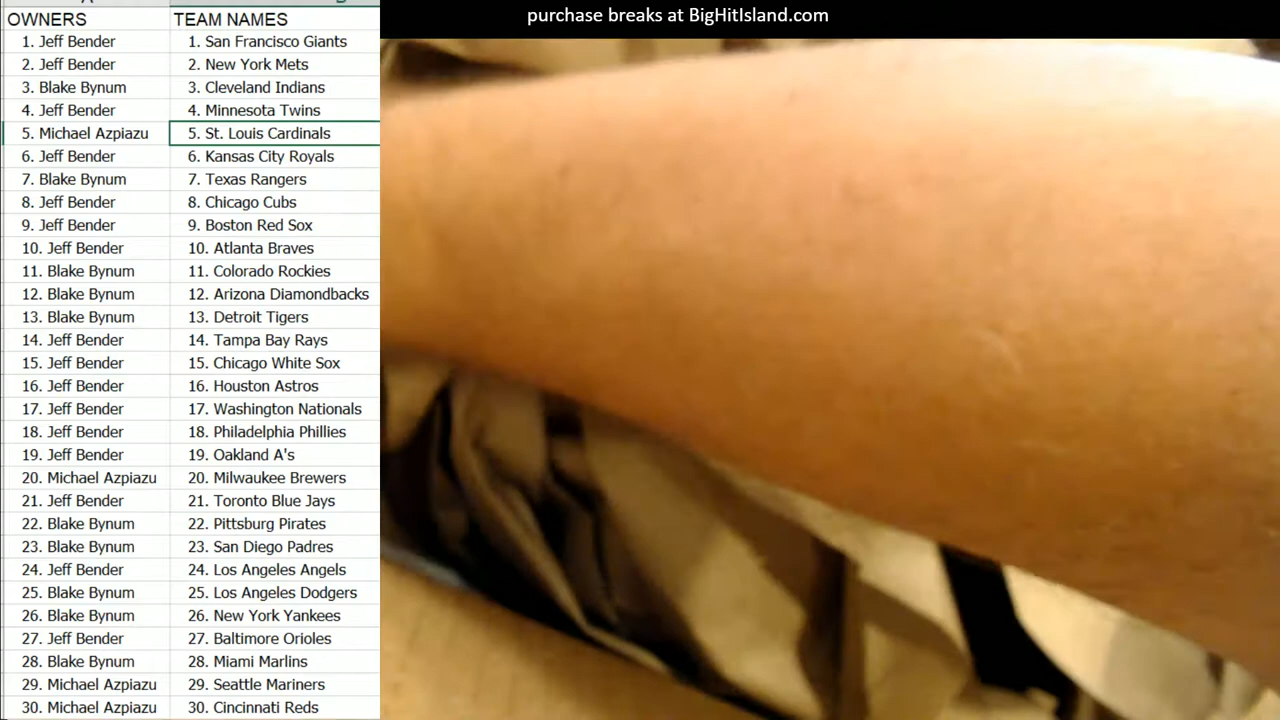 purchase breaks at BigHitIsland.com
OWNERS TEAM NAMES
1. Jeff Bender 1. San Francisco Giants
2. Jeff Bender 2. New York Mets
3. Blake Bynum 3. Cleveland Indians
4. Jeff Bender 4. Minnesota Twins
5. Michael Azpiazu 5. St. Louis Cardinals
6. Jeff Bender 6. Kansas City Royals
7. Blake Bynum 7. Texas Rangers
8. Jeff Bender 8. Chicago Cubs
9. Jeff Bender 9. Boston Red Sox
10. Jeff Bender 10. Atlanta Braves
11. Blake Bynum 11. Colorado Rockies
12. Blake Bynum 12. Arizona Diamondbacks
13. Blake Bynum 13. Detroit Tigers
14. Jeff Bender 14. Tampa Bay Rays
15. Jeff Bender 15. Chicago White Sox
16. Jeff Bender 16. Houston Astros
17. Jeff Bender 17. Washington Nationals
18. Jeff Bender 18. Philadelphia Phillies
19. Jeff Bender 19. Oakland A's
20. Michael Azpiazu 20. Milwaukee Brewers
21. Jeff Bender 21. Toronto Blue Jays
22. Blake Bynum 22. Pittsburg Pirates
23. Blake Bynum 23. San Diego Padres
24. Jeff Bender 24. Los Angeles Angels
25. Blake Bynum 25. Los Angeles Dodgers
26. Blake Bynum 26. New York Yankees
27. Jeff Bender 27. Baltimore Orioles
28. Blake Bynum 28. Miami Marlins
29. Michael Azpiazu 29. Seattle Mariners
30. Michael Azpiazu 30. Cincinnati Reds